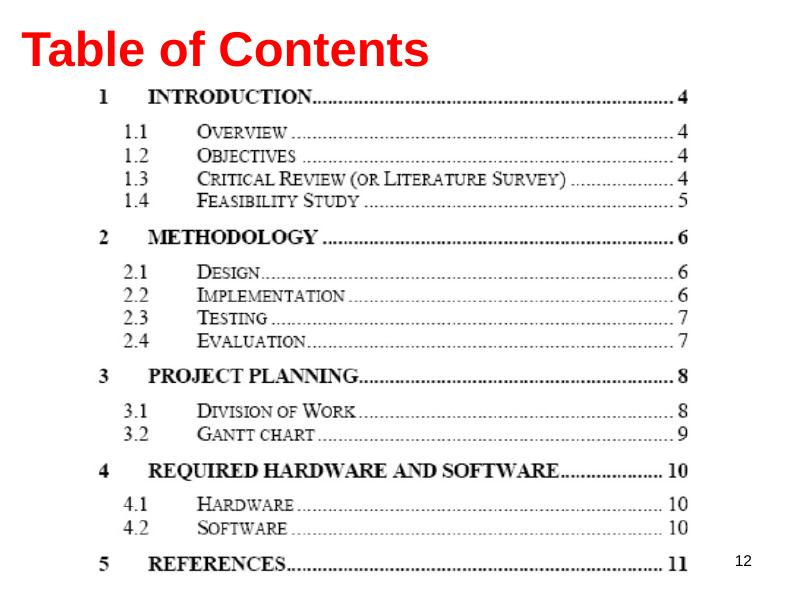 Table of Contents
1 INTRODUCTION.......................................................................... 4
1.1 OVERVIEW ............................................................................ 4
1.2 OBJECTIVES .......................................................................... 4
1.3 CRITICAL REVIEW (OR LITERATURE SURVEY) .................... 4
1.4 FEASIBILITY STUDY .............................................................. 5
2 METHODOLOGY ...................................................................... 6
2.1 DESIGN.................................................................................. 6
2.2 IMPLEMENTATION ................................................................ 6
2.3 TESTING ................................................................................ 7
2.4 EVALUATION......................................................................... 7
3 PROJECT PLANNING............................................................... 8
3.1 DIVISION OF WORK............................................................... 8
3.2 GANTT CHART....................................................................... 9
4 REQUIRED HARDWARE AND SOFTWARE.................... 10
4.1 HARDWARE ......................................................................... 10
4.2 SOFTWARE .......................................................................... 10
5 REFERENCES.......................................................................... 11
12